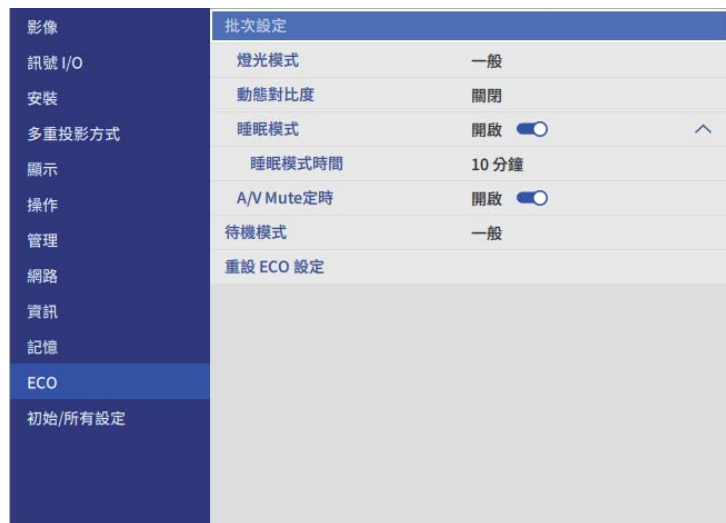 影像
訊號 I/O
安裝
多重投影方式
顯示
操作
管理
網路
資訊
記憶
ECO
初始/所有設定
批次設定
燈光模式 一般
動態對比度 關閉
睡眠模式 開啟
睡眠模式時間 10 分鐘
A/V Mute定時 開啟
待機模式 一般
重設 ECO 設定